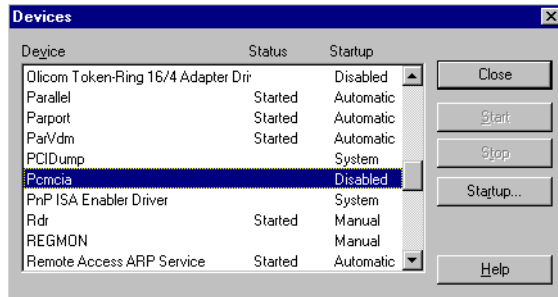 Devices
Device Status Startup
Olicom Token-Ring 16/4 Adapter Dri Disabled
Parallel Started Automatic
Parport Started Automatic
ParVdm Started Automatic
PCIDump System
Pcmcia Disabled
PnP ISA Enabler Driver System
Rdr Started Manual
REGMON Manual
Remote Access ARP Service Started Automatic
Close
Start
Stop
Startup...
Help